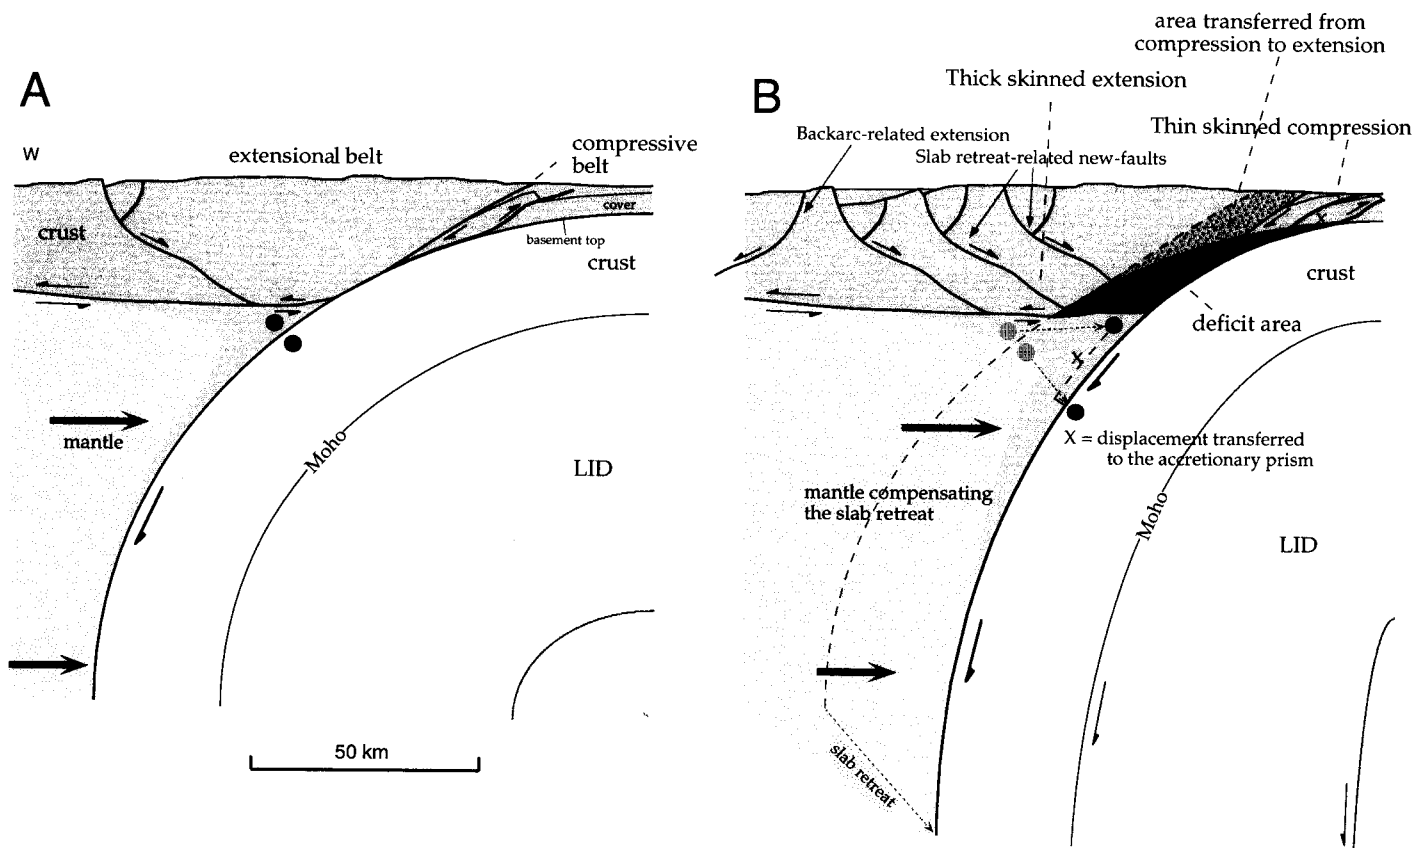 A
W
extensional belt
compressive
belt
crust
cover
basement top
crust
mantle
Moho
LID
50 km
B
area transferred from
compression to extension
Thick skinned extension
Thin skinned compression
Backarc-related extension
Slab retreat-related new-faults
X
crust
deficit area
X
X = displacement transferred
to the accretionary prism
mantle compensating
the slab retreat
Moho
LID
slab retreat